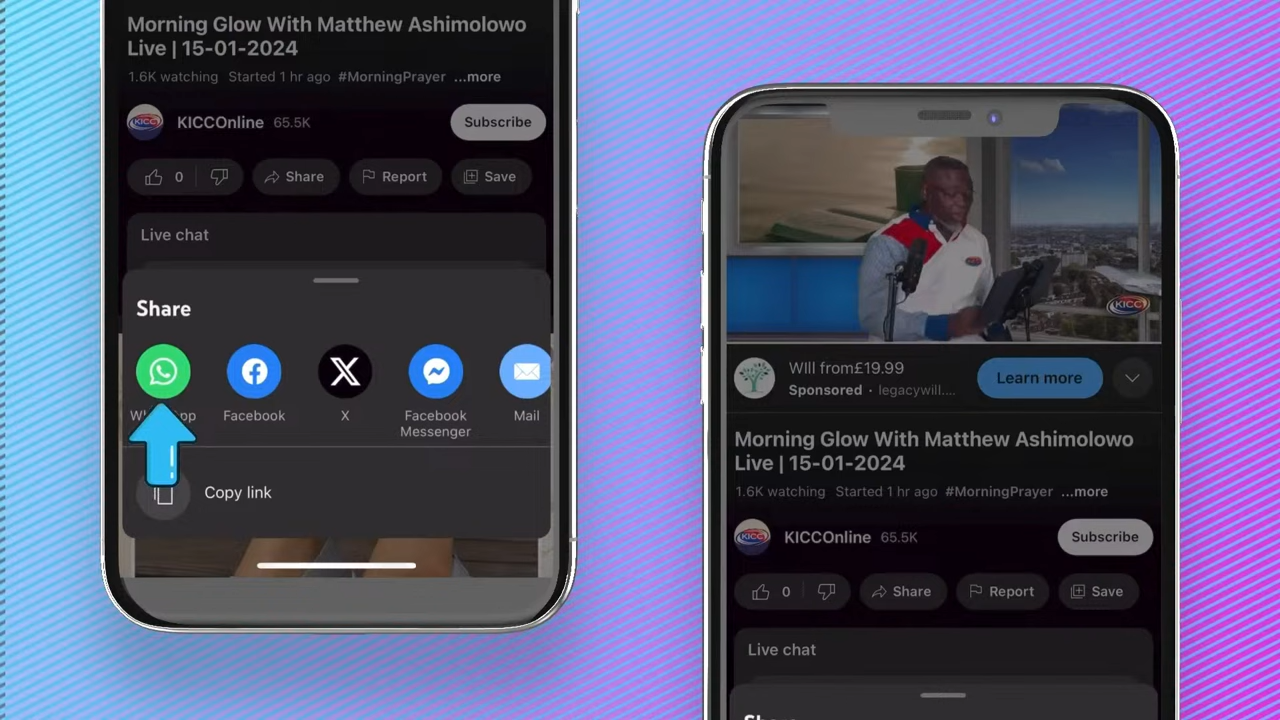 Morning Glow With Matthew Ashimolowo
Live | 15-01-2024
1.6K watching Started 1 hr ago #MorningPrayer ...more
KICC
KICCOnline 65.5K
Subscribe
0
Share
Report
Save
Live chat
Share
Facebook
X
Facebook
Messenger
Mail
Copy link
KICC
WIll from£19.99
Sponsored · legacywill....
Learn more
Morning Glow With Matthew Ashimolowo
Live | 15-01-2024
1.6K watching Started 1 hr ago #MorningPrayer ...more
KICC
KICCOnline 65.5K
Subscribe
0
Share
Report
Save
Live chat